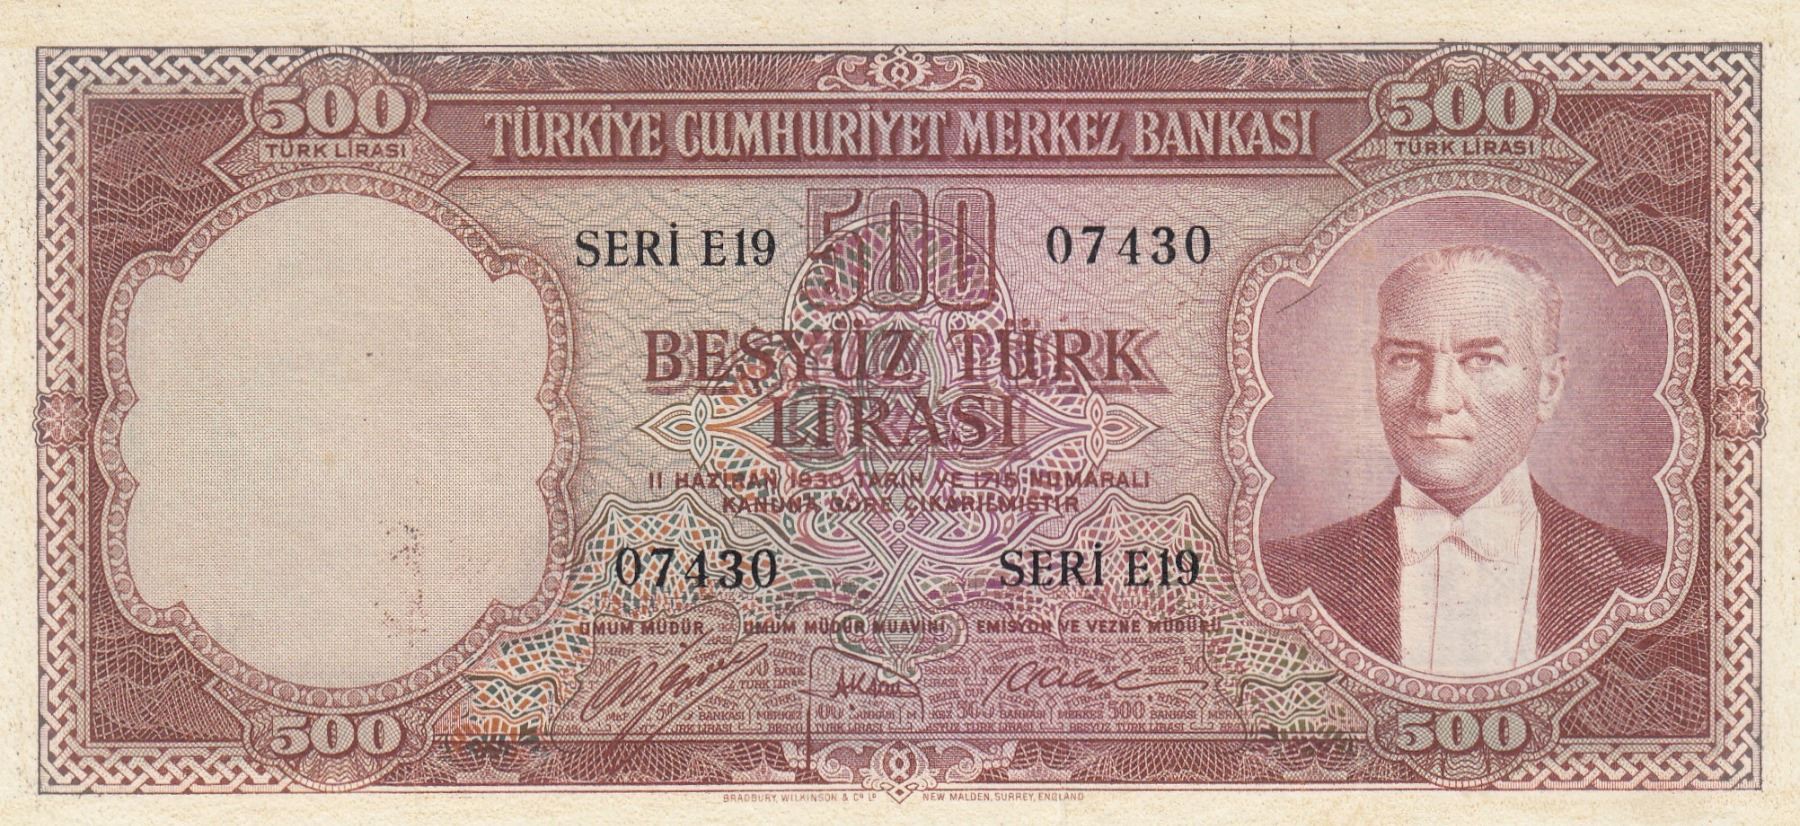 500
TÜRK LİRASI
TÜRKİYE CUMHURİYET MERKEZ BANKASI
500
TÜRK LİRASI
500
SERİ E19
07430
BEŞYÜZ TÜRK
LİRASI
11 HAZİRAN 1930 TARİH VE 1715 NUMARALI
KANUNA GÖRE ÇIKARILMIŞTIR
07430
SERİ E19
UMUM MÜDÜR
UMUM MÜDÜR MUAVİNİ
EMİSYON VE VEZNE MÜDÜRÜ
500
500
BRADBURY, WILKINSON & Cº Lᴰ NEW MALDEN, SURREY, ENGLAND